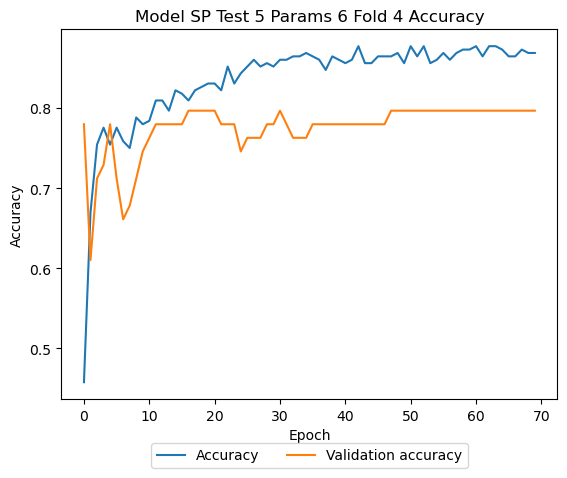 Model SP Test 5 Params 6 Fold 4 Accuracy
Accuracy
0.8
0.7
0.6
0.5
0 10 20 30 40 50 60 70
Epoch
Accuracy Validation accuracy